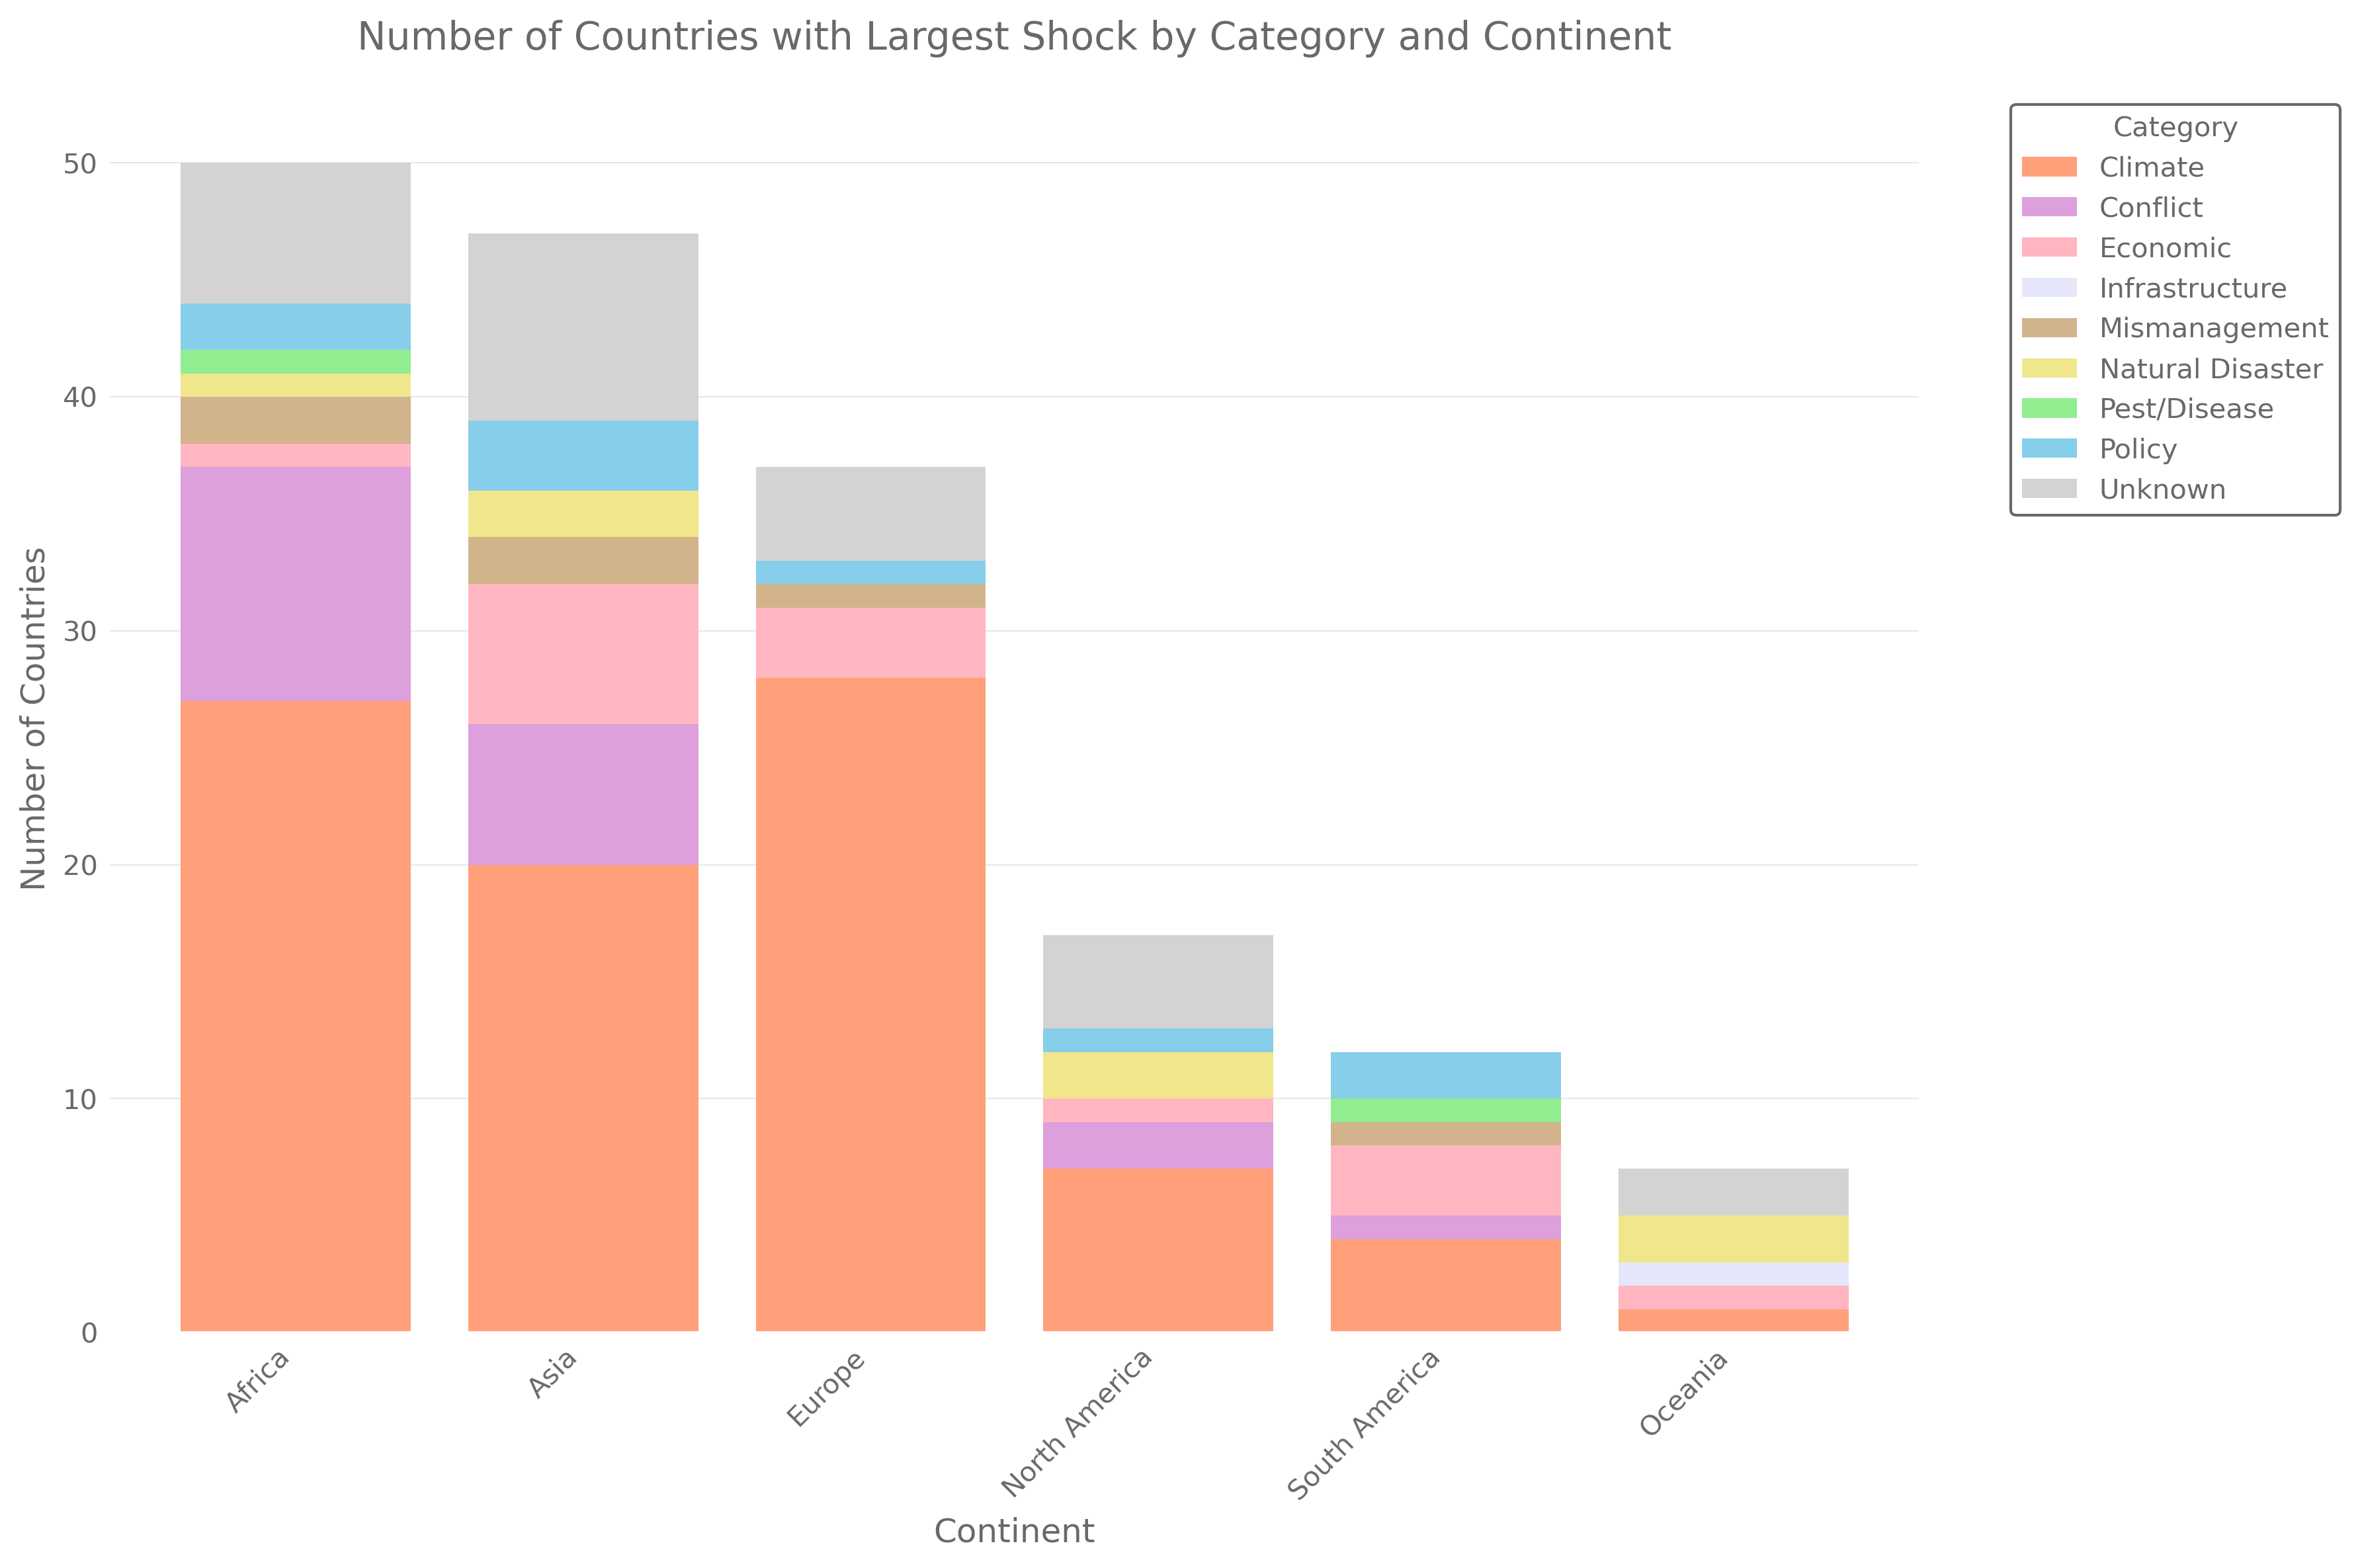 Number of Countries with Largest Shock by Category and Continent
Category
Climate
Conflict
Economic
Infrastructure
Mismanagement
Natural Disaster
Pest/Disease
Policy
Unknown
Number of Countries
50
40
30
20
10
0
Africa
Asia
Europe
North America
South America
Oceania
Continent